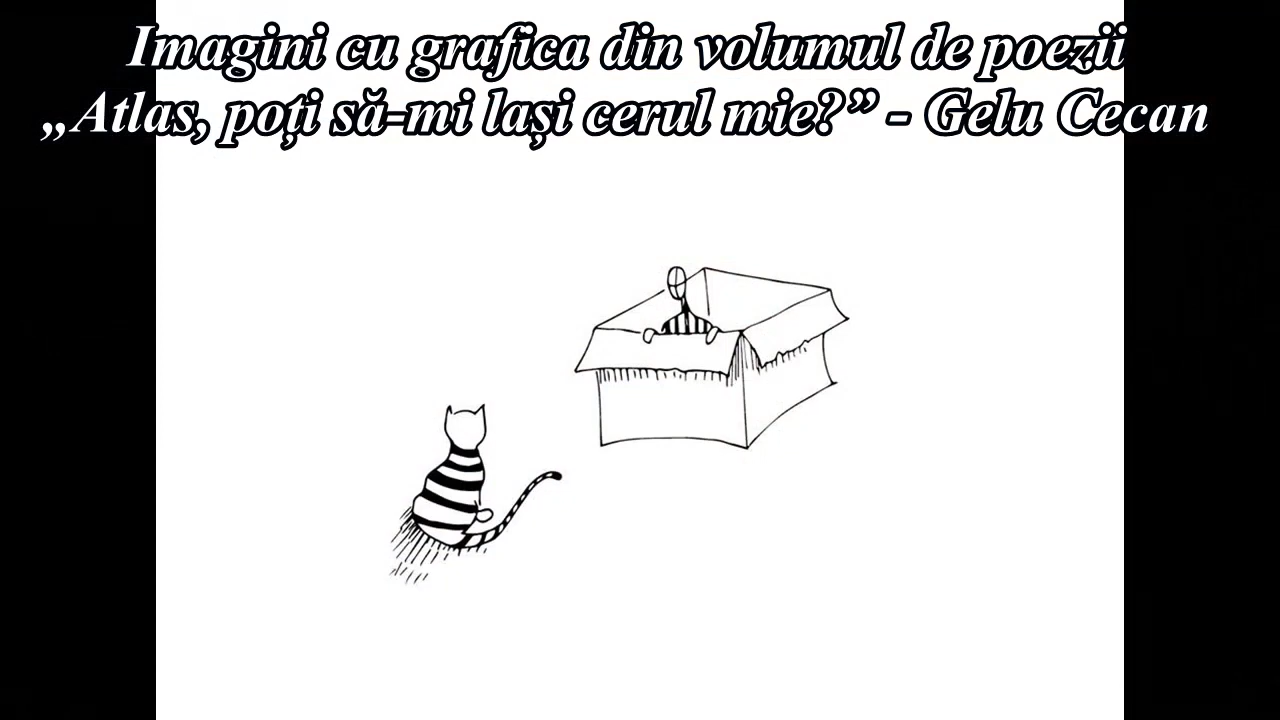 Imagini cu grafica din volumul de poezii
„Atlas, poți să-mi lași cerul mie?” - Gelu Cecan